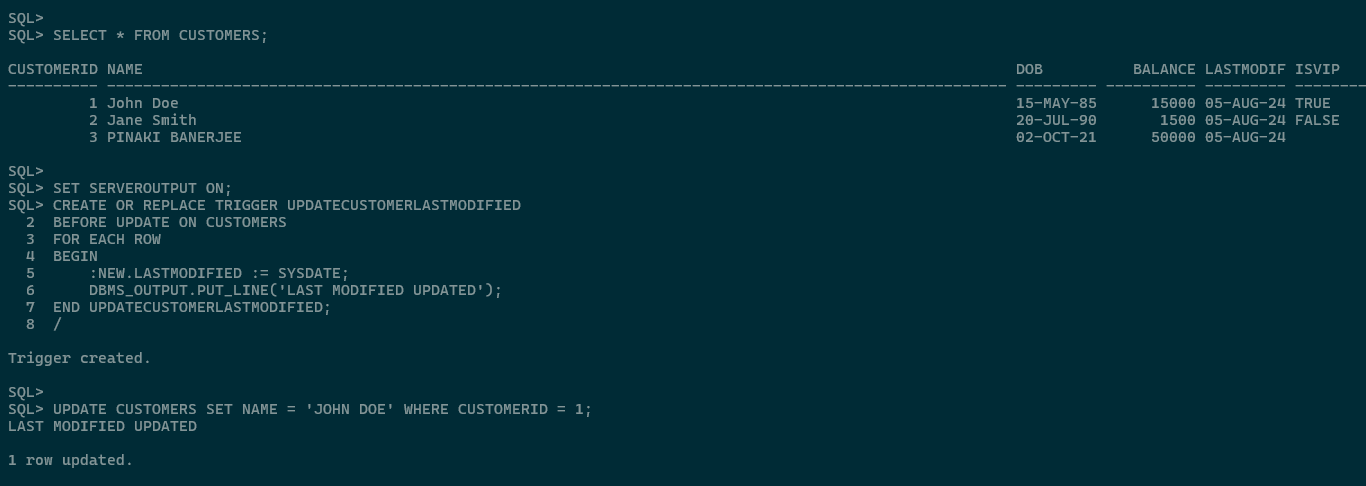 SQL>
SQL> SELECT * FROM CUSTOMERS;
CUSTOMERID NAME DOB BALANCE LASTMODIF ISVIP
---------- ---------------------------------------------------------------------------------------------------- --------- ---------- --------- --------
1 John Doe 15-MAY-85 15000 05-AUG-24 TRUE
2 Jane Smith 20-JUL-90 1500 05-AUG-24 FALSE
3 PINAKI BANERJEE 02-OCT-21 50000 05-AUG-24
SQL>
SQL> SET SERVEROUTPUT ON;
SQL> CREATE OR REPLACE TRIGGER UPDATECUSTOMERLASTMODIFIED
2 BEFORE UPDATE ON CUSTOMERS
3 FOR EACH ROW
4 BEGIN
5 :NEW.LASTMODIFIED := SYSDATE;
6 DBMS_OUTPUT.PUT_LINE('LAST MODIFIED UPDATED');
7 END UPDATECUSTOMERLASTMODIFIED;
8 /
Trigger created.
SQL>
SQL> UPDATE CUSTOMERS SET NAME = 'JOHN DOE' WHERE CUSTOMERID = 1;
LAST MODIFIED UPDATED
1 row updated.